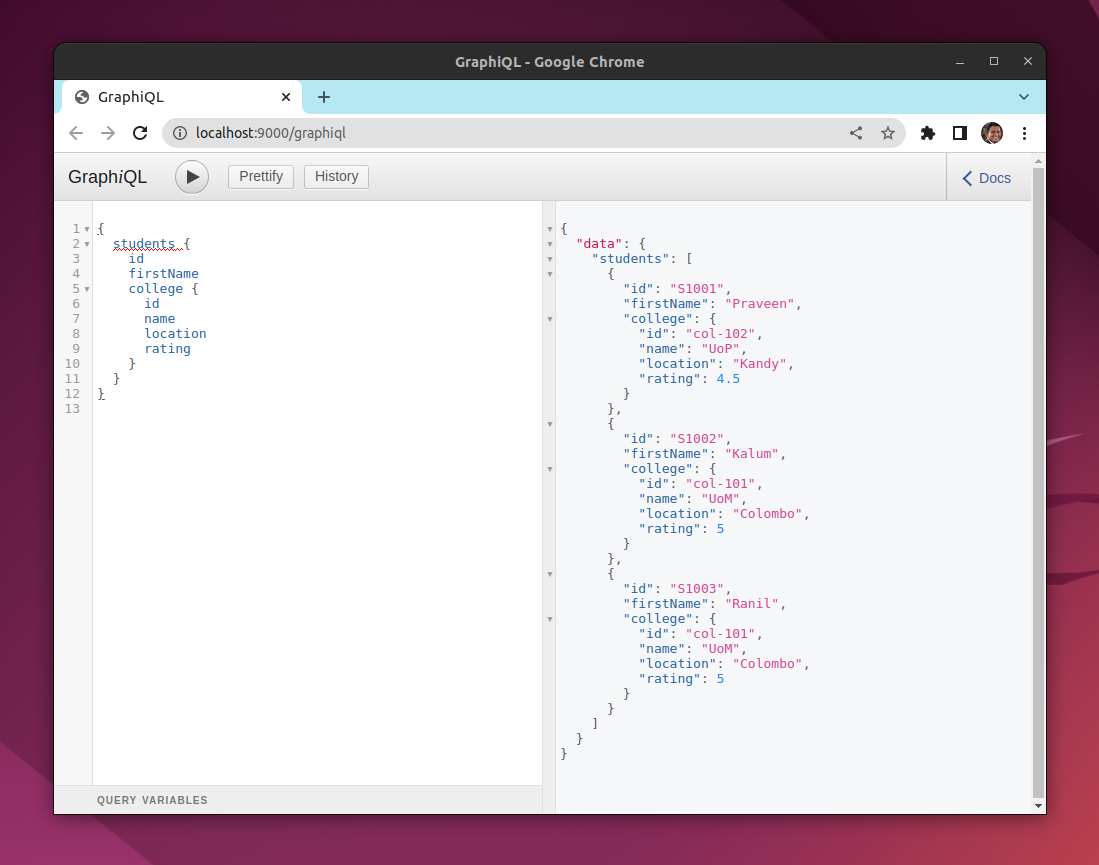 GraphiQL - Google Chrome
GraphiQL
localhost:9000/graphiql
GraphiQL Prettify History Docs
1 {
2   students {
3     id
4     firstName
5     college {
6       id
7       name
8       location
9       rating
10     }
11   }
12 }
13
QUERY VARIABLES
{
  "data": {
    "students": [
      {
        "id": "S1001",
        "firstName": "Praveen",
        "college": {
          "id": "col-102",
          "name": "UoP",
          "location": "Kandy",
          "rating": 4.5
        }
      },
      {
        "id": "S1002",
        "firstName": "Kalum",
        "college": {
          "id": "col-101",
          "name": "UoM",
          "location": "Colombo",
          "rating": 5
        }
      },
      {
        "id": "S1003",
        "firstName": "Ranil",
        "college": {
          "id": "col-101",
          "name": "UoM",
          "location": "Colombo",
          "rating": 5
        }
      }
    ]
  }
}